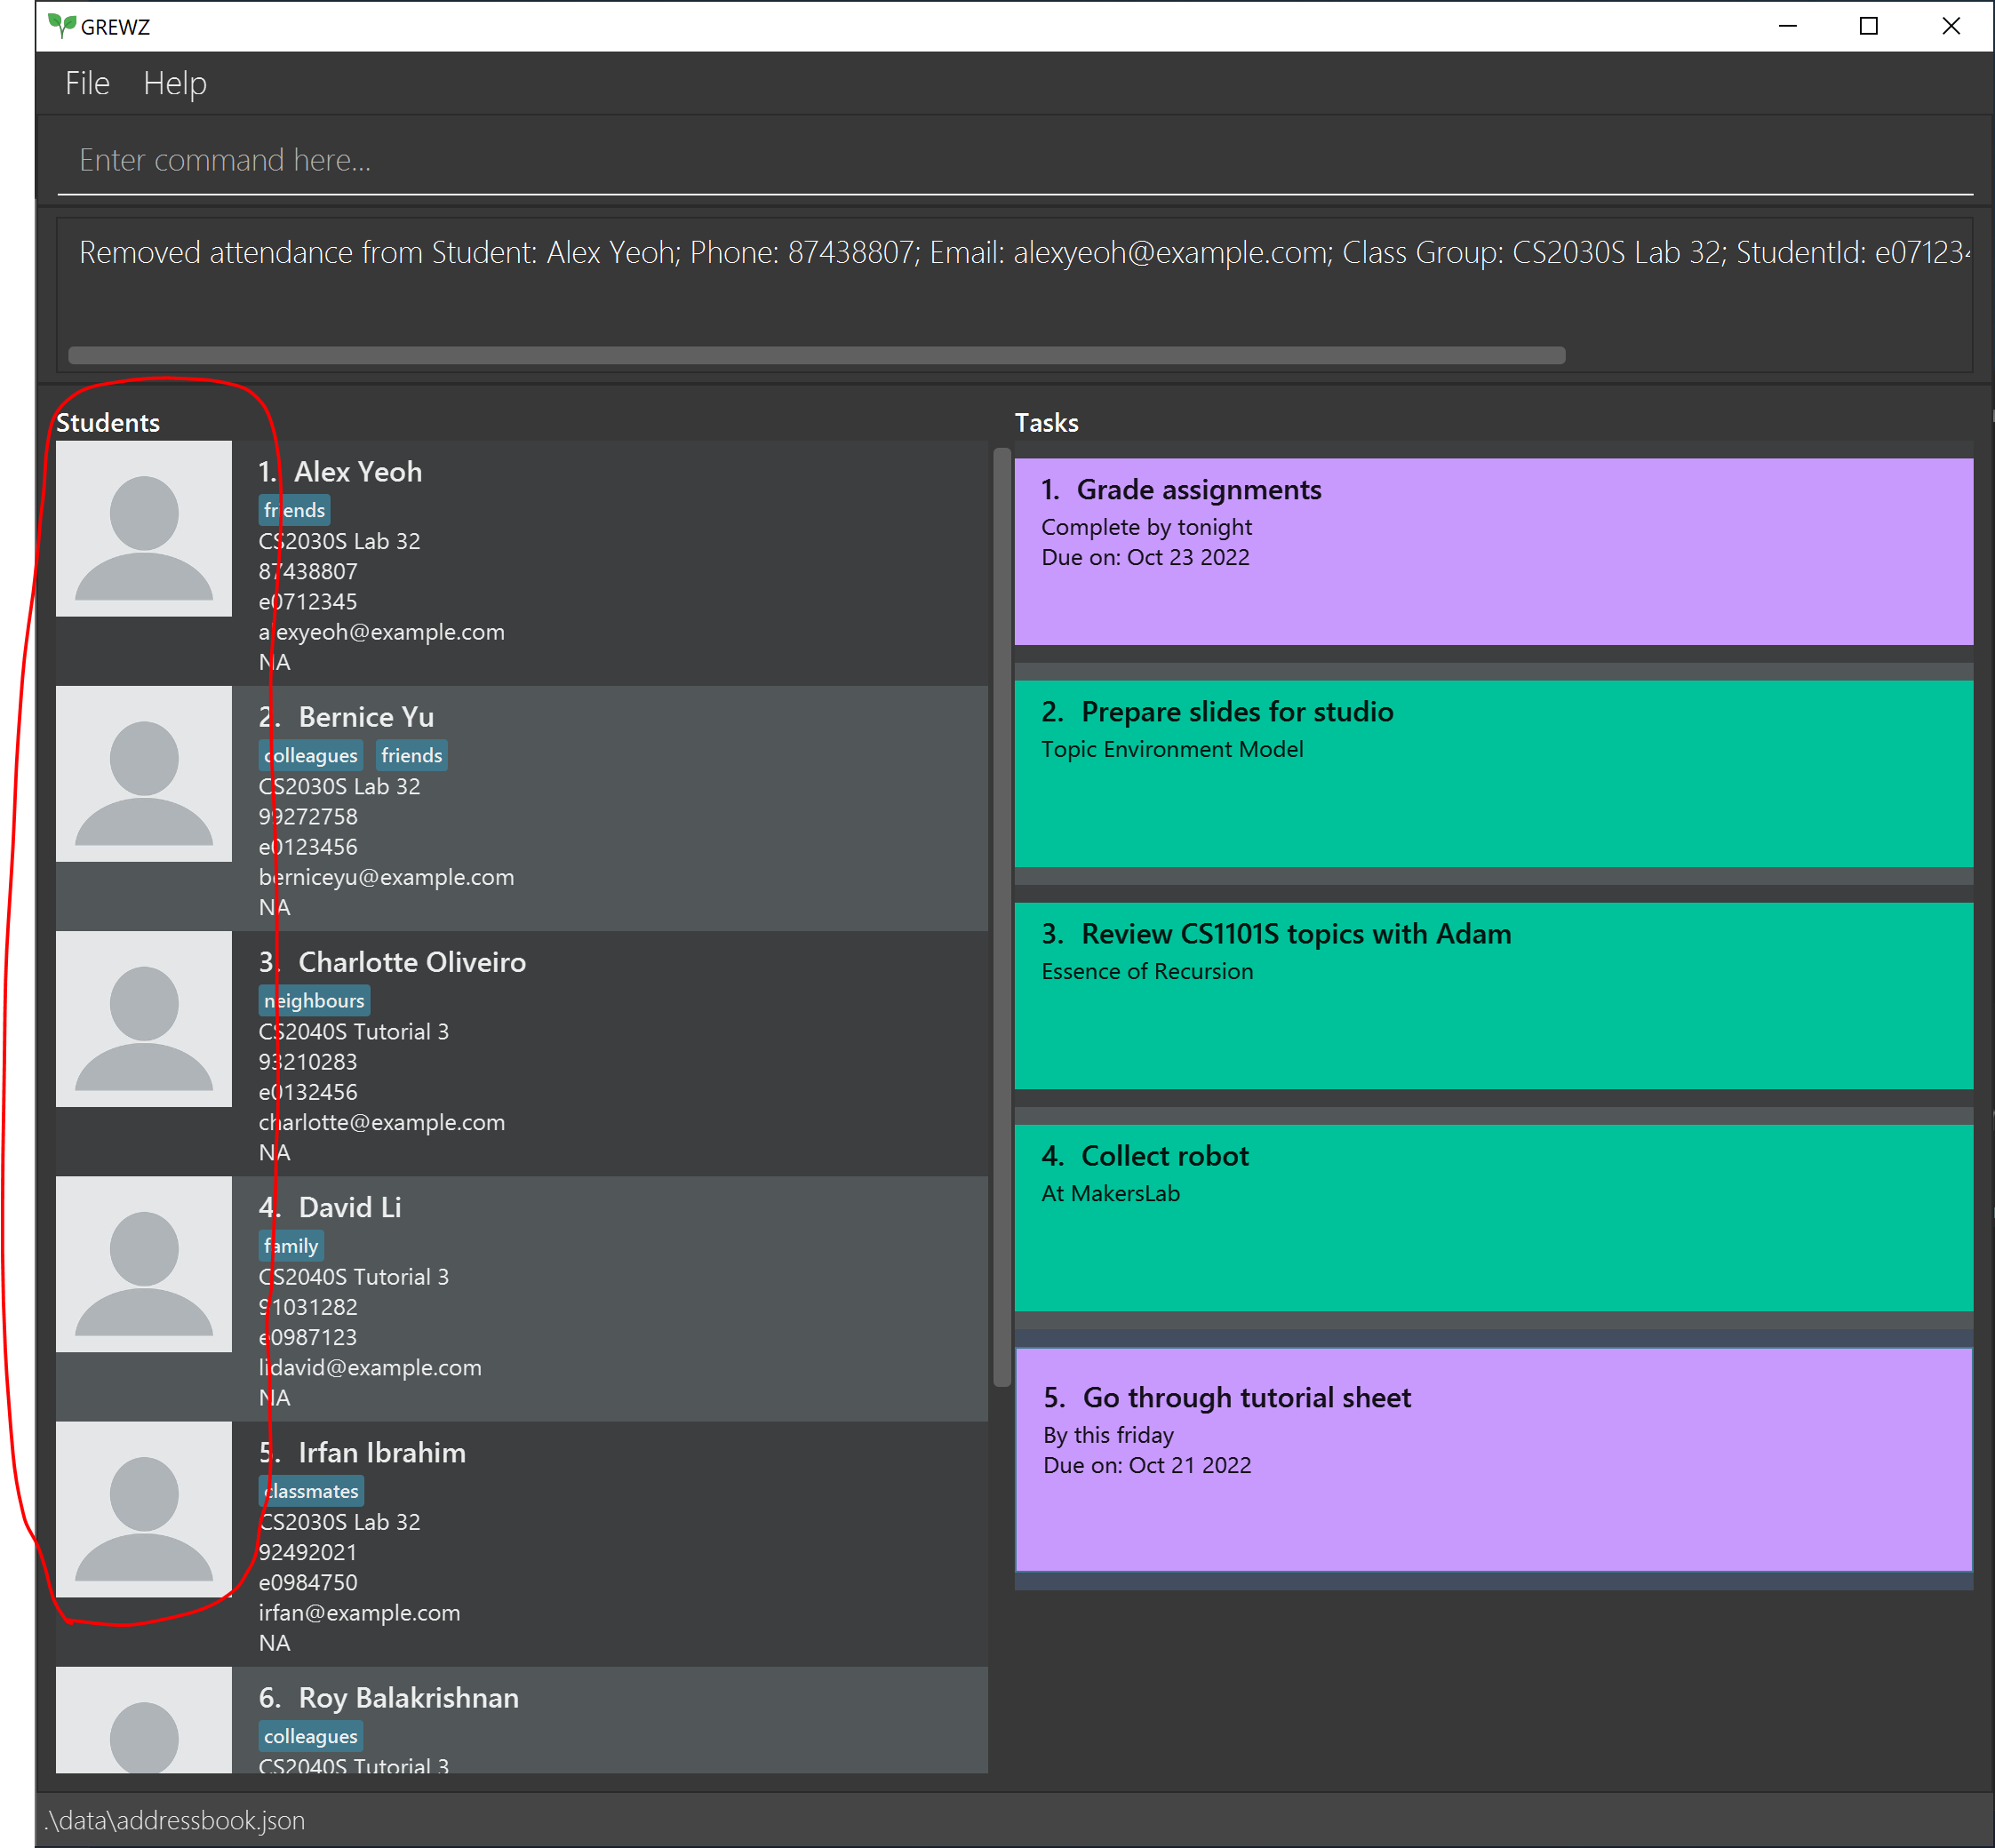 GREWZ
File Help
Enter command here...
Removed attendance from Student: Alex Yeoh; Phone: 87438807; Email: alexyeoh@example.com; Class Group: CS2030S Lab 32; StudentId: e071234
Students
1. Alex Yeoh
friends
CS2030S Lab 32
87438807
e0712345
alexyeoh@example.com
NA
2. Bernice Yu
colleagues friends
CS2030S Lab 32
99272758
e0123456
berniceyu@example.com
NA
3. Charlotte Oliveiro
neighbours
CS2040S Tutorial 3
93210283
e0132456
charlotte@example.com
NA
4. David Li
family
CS2040S Tutorial 3
91031282
e0987123
lidavid@example.com
NA
5. Irfan Ibrahim
classmates
CS2030S Lab 32
92492021
e0984750
irfan@example.com
NA
6. Roy Balakrishnan
colleagues
CS2040S Tutorial 3
Tasks
1. Grade assignments
Complete by tonight
Due on: Oct 23 2022
2. Prepare slides for studio
Topic Environment Model
3. Review CS1101S topics with Adam
Essence of Recursion
4. Collect robot
At MakersLab
5. Go through tutorial sheet
By this friday
Due on: Oct 21 2022
.\data\addressbook.json